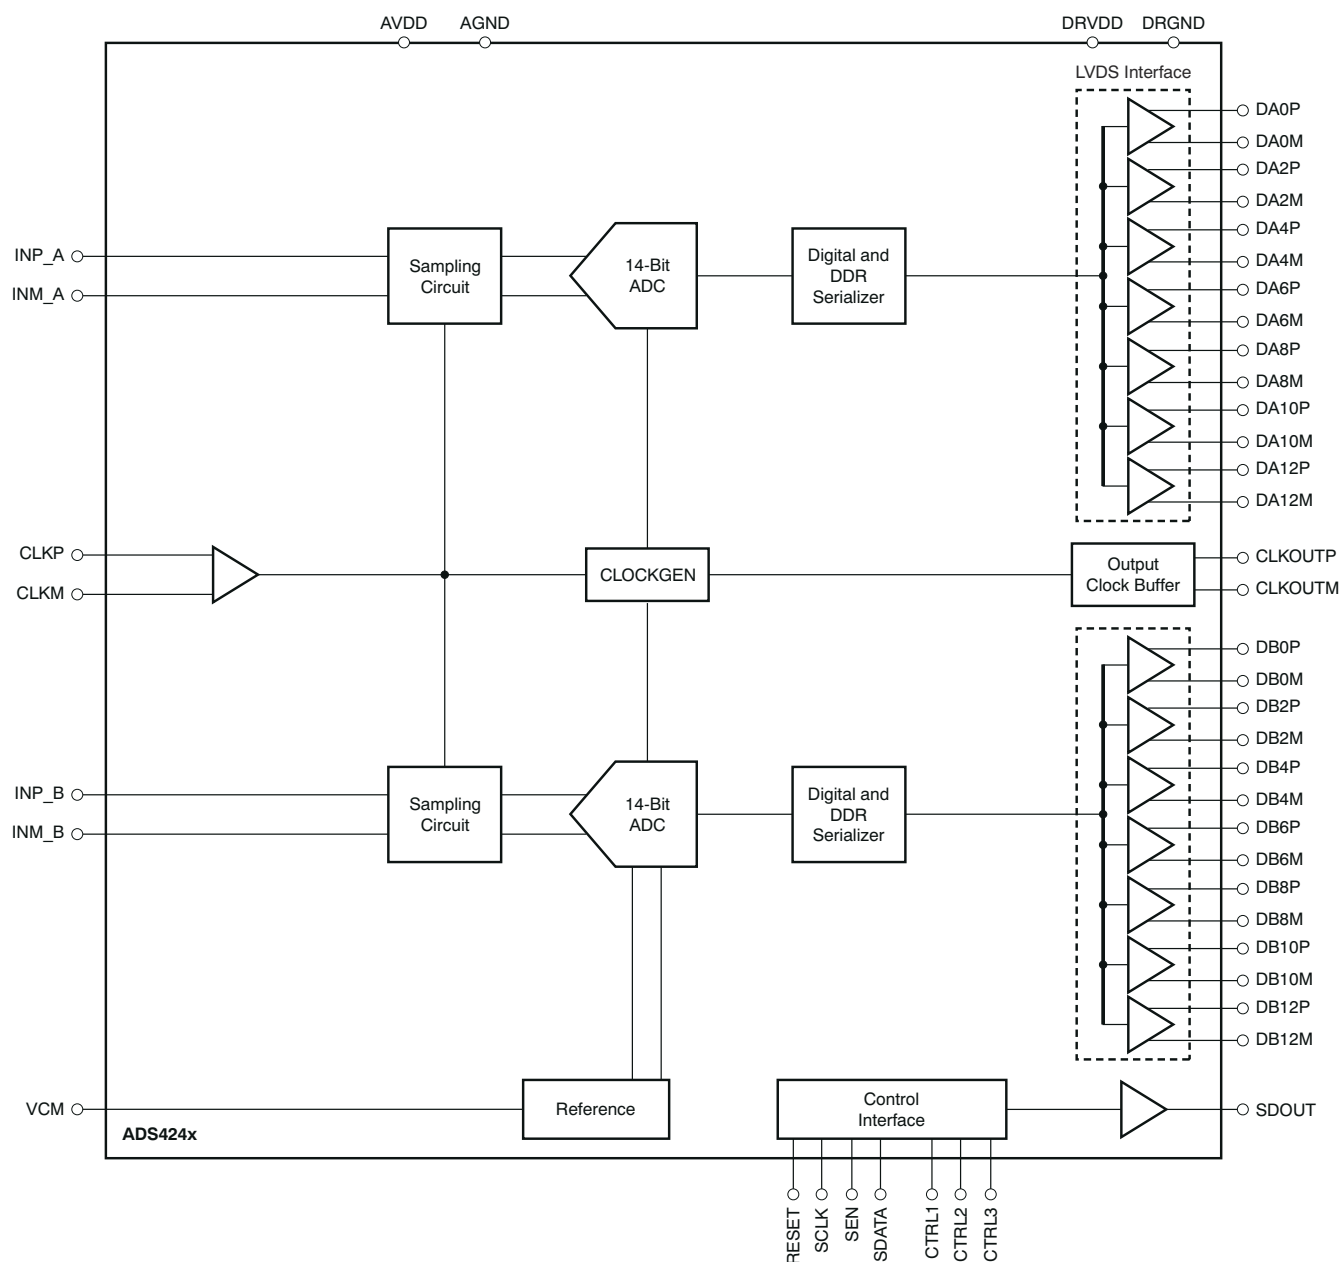 AVDD
AGND
DRVDD
DRGND
LVDS Interface
DA0P
DA0M
DA2P
DA2M
DA4P
DA4M
DA6P
DA6M
DA8P
DA8M
DA10P
DA10M
DA12P
DA12M
INP_A
INM_A
Sampling
Circuit
14-Bit
ADC
Digital and
DDR
Serializer
CLKP
CLKM
CLOCKGEN
Output
Clock Buffer
CLKOUTP
CLKOUTM
DB0P
DB0M
DB2P
DB2M
DB4P
DB4M
DB6P
DB6M
DB8P
DB8M
DB10P
DB10M
DB12P
DB12M
INP_B
INM_B
Sampling
Circuit
14-Bit
ADC
Digital and
DDR
Serializer
VCM
Reference
Control
Interface
SDOUT
ADS424x
RESET
SCLK
SEN
SDATA
CTRL1
CTRL2
CTRL3